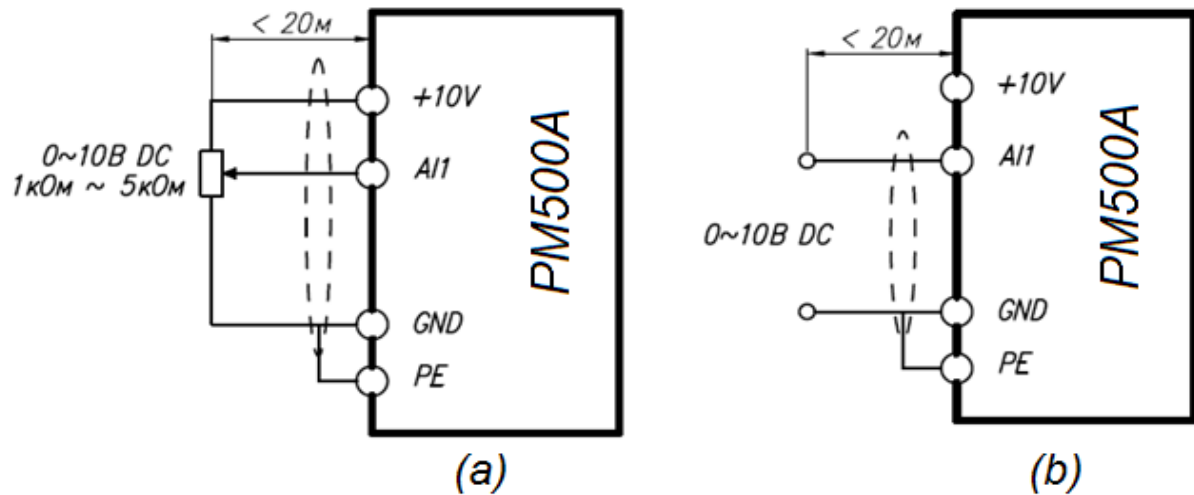 < 20м
+10V
0~10В DC
1кОм ~ 5кОм
AI1
GND
PE
PM500A
(a)
< 20м
+10V
AI1
0~10В DC
GND
PE
PM500A
(b)